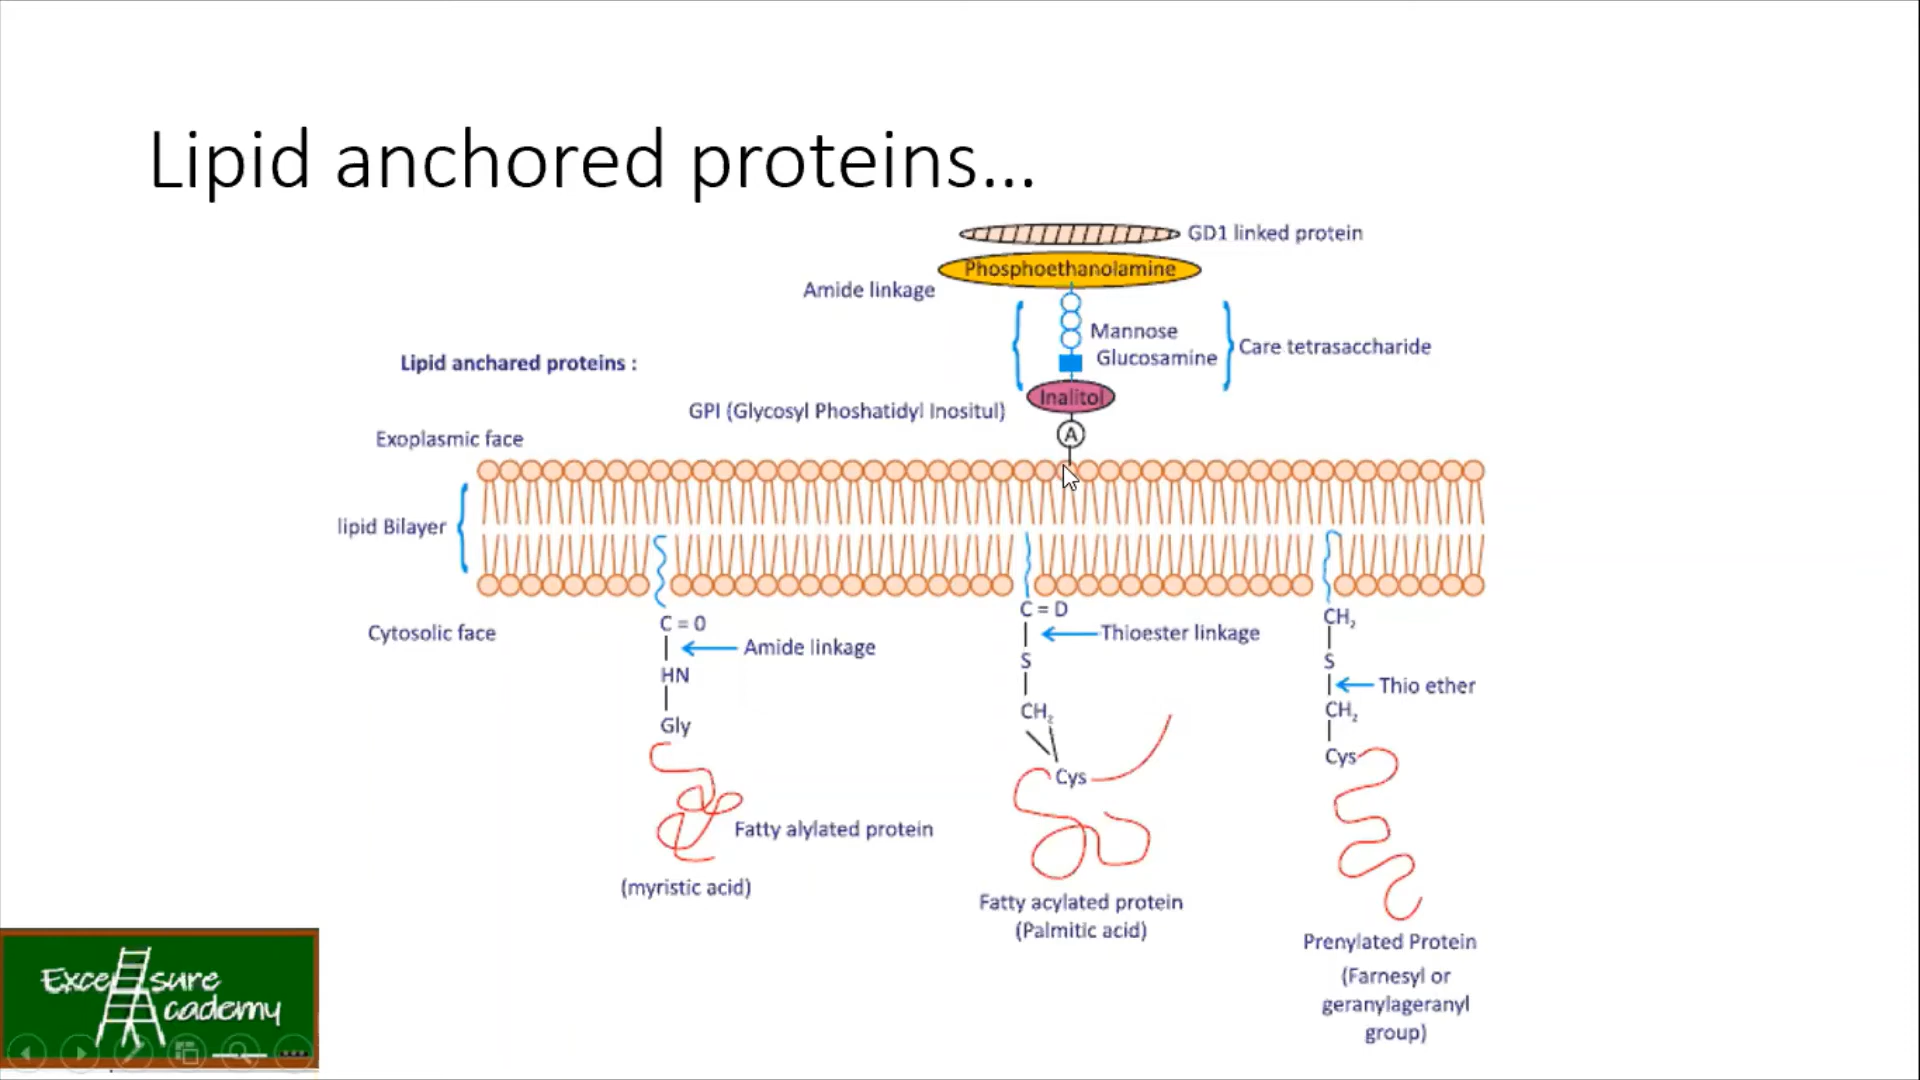 Lipid anchored proteins...
GD1 linked protein
Phosphoethanolamine
Amide linkage
Mannose
Glucosamine
Care tetrasaccharide
Lipid anchared proteins :
Inalitol
GPI (Glycosyl Phoshatidyl Inositul)
A
Exoplasmic face
lipid Bilayer
Cytosolic face
C = 0
Amide linkage
HN
Gly
Fatty alylated protein
(myristic acid)
C = D
Thioester linkage
S
CH₂
Cys
Fatty acylated protein
(Palmitic acid)
CH₂
S
Thio ether
CH₂
Cys
Prenylated Protein
(Farnesyl or
geranylageranyl
group)
Excel sure
Academy